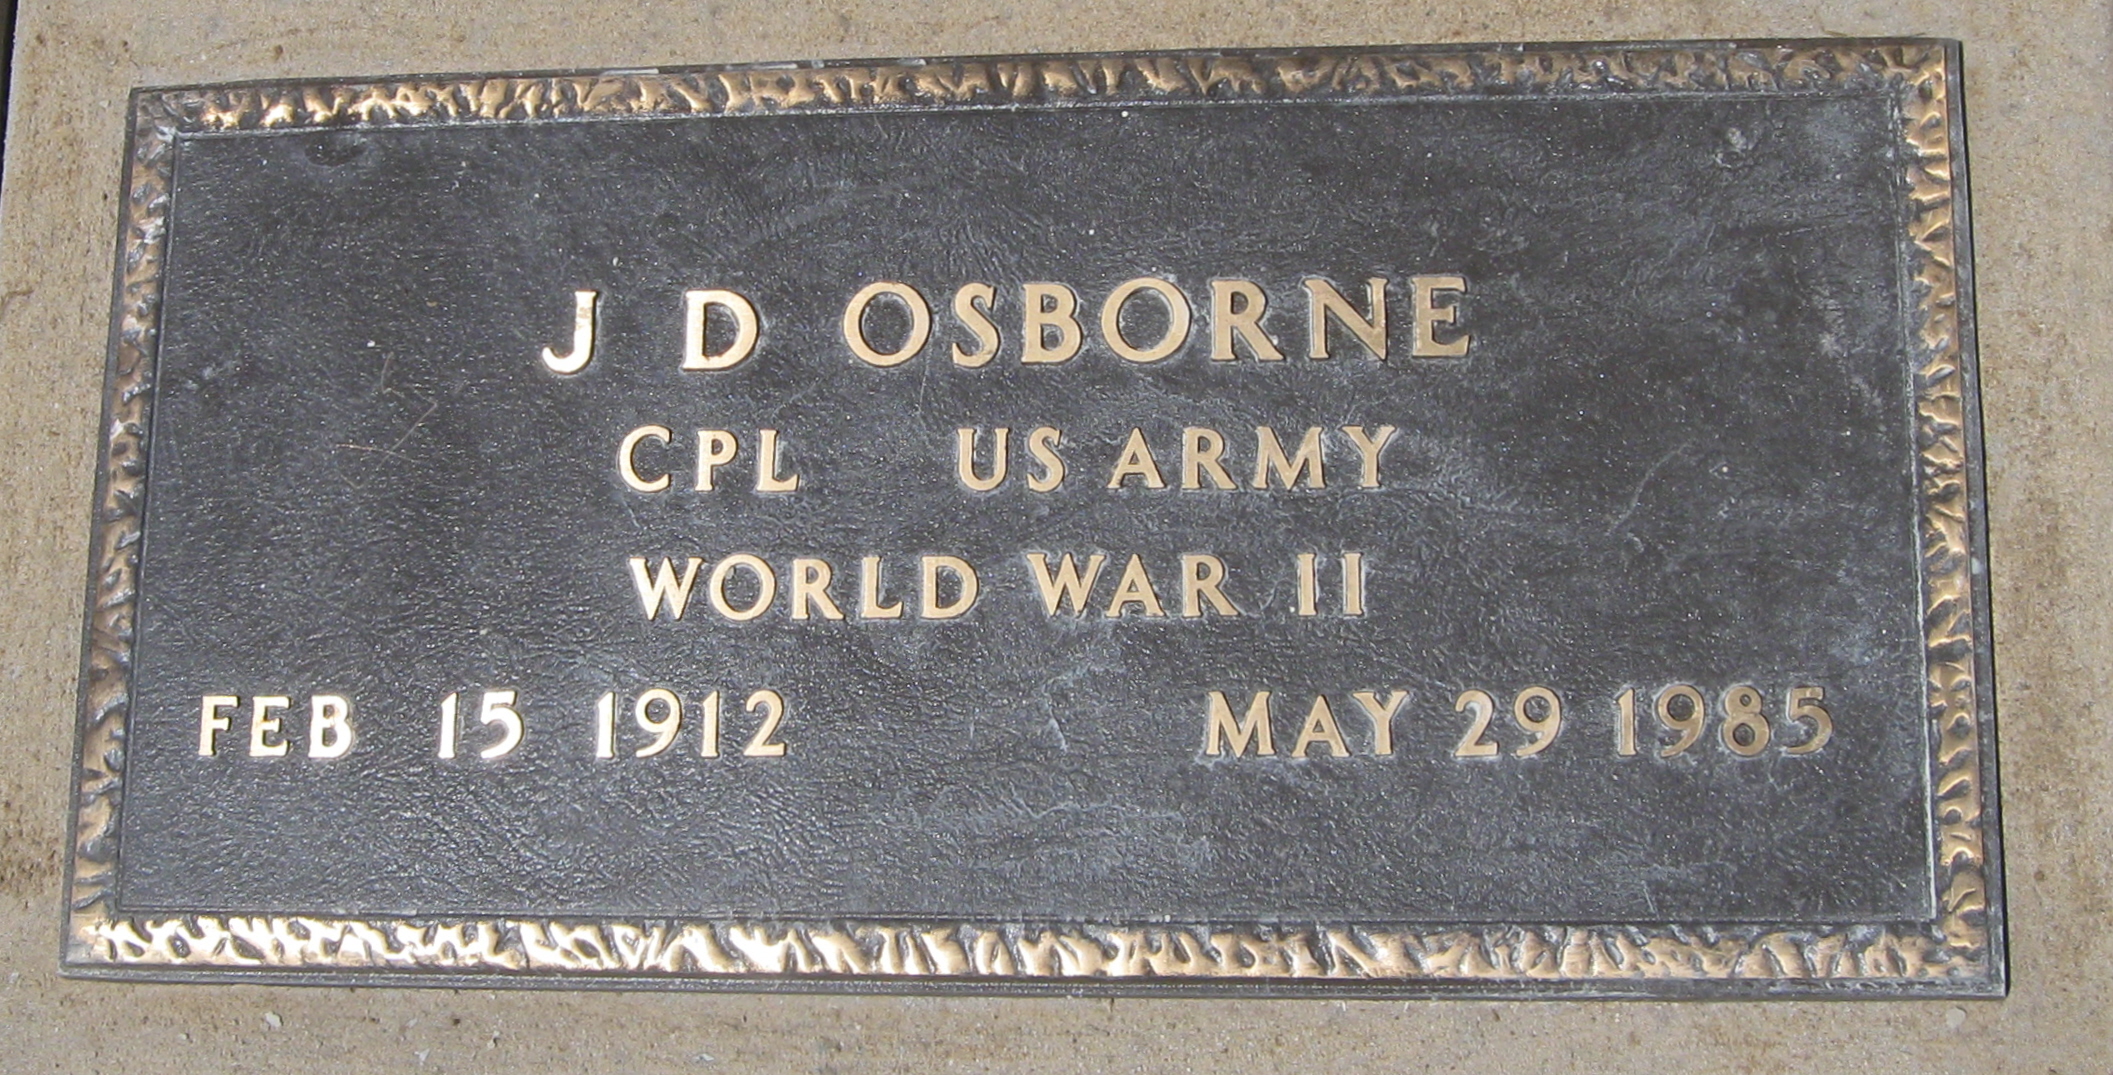 J D OSBORNE
CPL US ARMY
WORLD WAR II
FEB 15 1912 MAY 29 1985